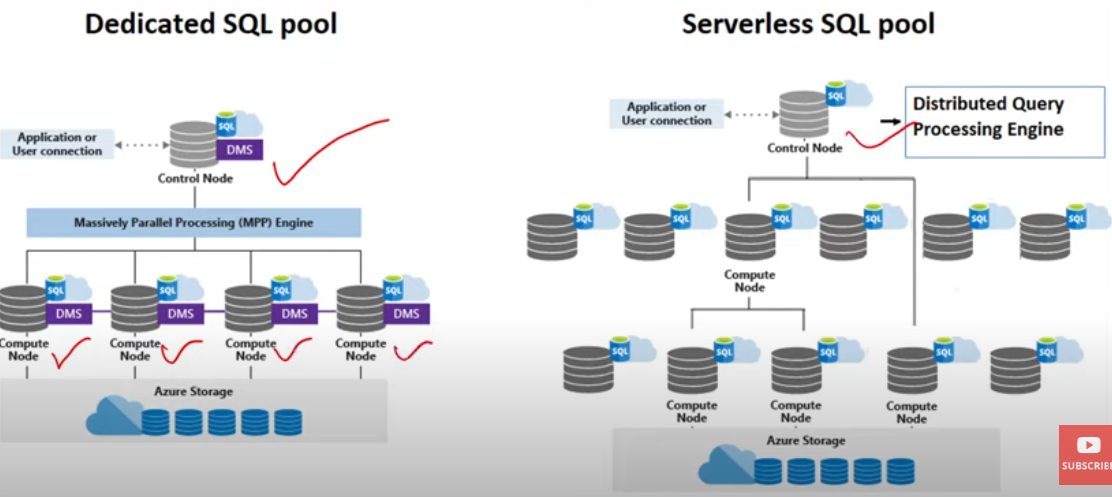 Dedicated SQL pool
Application or
User connection
SQL
DMS
Control Node
Massively Parallel Processing (MPP) Engine
SQL
DMS
SQL
DMS
SQL
DMS
SQL
DMS
Compute
Node
Compute
Node
Compute
Node
Compute
Node
Azure Storage
Serverless SQL pool
Application or
User connection
SQL
Control Node
Distributed Query
Processing Engine
SQL
SQL
SQL
SQL
SQL
SQL
Compute
Node
SQL
SQL
SQL
SQL
SQL
Compute
Node
Compute
Node
Compute
Node
Azure Storage
SUBSCRIBE